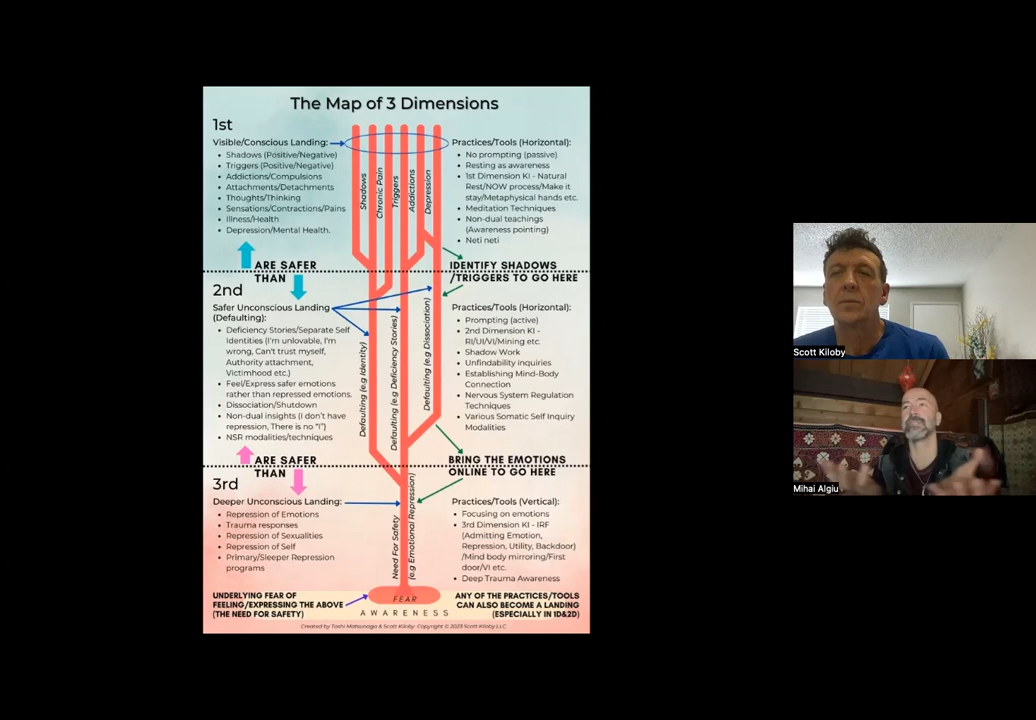 The Map of 3 Dimensions
1st
Visible/Conscious Landing:
Shadows (Positive/Negative)
Triggers (Positive/Negative)
Addictions/Compulsions
Attachments/Detachments
Thoughts/Thinking
Sensations/Contractions/Pains
Illness/Health
Depression/Mental Health.
Shadows
Chronic Pain
Triggers
Addictions
Depression
Practices/Tools (Horizontal):
No prompting (passive)
Resting as awareness
1st Dimension KI - Natural
Rest/NOW process/Make it
stay/Metaphysical hands etc.
Meditation Techniques
Non-dual teachings
(Awareness pointing)
Neti neti
ARE SAFER
THAN
IDENTIFY SHADOWS
/TRIGGERS TO GO HERE
2nd
Safer Unconscious Landing
(Defaulting):
Deficiency Stories/Separate Self
Identities (I'm unlovable, I'm
wrong, Can't trust myself,
Authority attachment,
Victimhood etc.)
Feel/Express safer emotions
rather than repressed emotions.
Dissociation/Shutdown
Non-dual insights (I don't have
repression, There is no "I")
NSR modalities/techniques
Defaulting (e.g Identity)
Defaulting (e.g Deficiency Stories)
Defaulting (e.g Dissociation)
Practices/Tools (Horizontal):
Prompting (active)
2nd Dimension KI -
RI/UI/VI/Mining etc.
Shadow Work
Unfindability inquiries
Establishing Mind-Body
Connection
Nervous System Regulation
Techniques
Various Somatic Self Inquiry
Modalities
ARE SAFER
THAN
BRING THE EMOTIONS
ONLINE TO GO HERE
3rd
Deeper Unconscious Landing:
Repression of Emotions
Trauma responses
Repression of Sexualities
Repression of Self
Primary/Sleeper Repression
programs
Need For Safety
(e.g Emotional Repression)
Practices/Tools (Vertical):
Focusing on emotions
3rd Dimension KI - IRF
(Admitting Emotion,
Repression, Utility, Backdoor)
/Mind body mirroring/First
door/VI etc.
Deep Trauma Awareness
UNDERLYING FEAR OF
FEELING/EXPRESSING THE ABOVE
(THE NEED FOR SAFETY)
FEAR
AWARENESS
ANY OF THE PRACTICES/TOOLS
CAN ALSO BECOME A LANDING
(ESPECIALLY IN 1D&2D)
Created by Toshi Matsunaga & Scott Kiloby Copyright © 2023 Scott Kiloby LLC
Scott Kiloby
Mihai Algiu